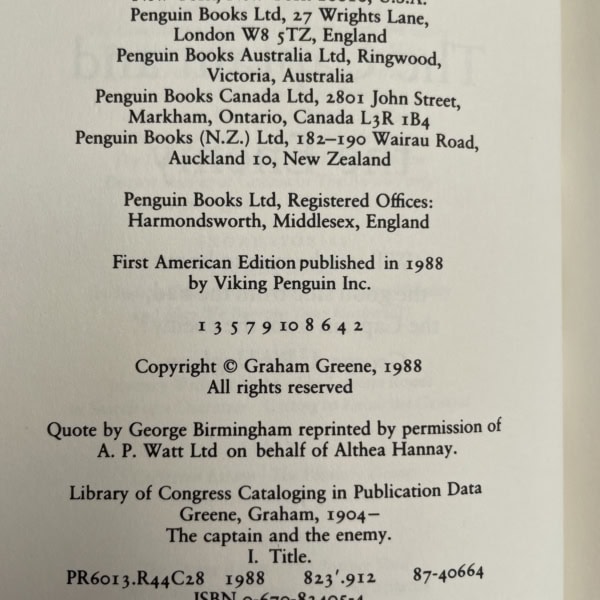 Penguin Books Ltd, 27 Wrights Lane,
London W8 5TZ, England
Penguin Books Australia Ltd, Ringwood,
Victoria, Australia
Penguin Books Canada Ltd, 2801 John Street,
Markham, Ontario, Canada L3R 1B4
Penguin Books (N.Z.) Ltd, 182–190 Wairau Road,
Auckland 10, New Zealand
Penguin Books Ltd, Registered Offices:
Harmondsworth, Middlesex, England
First American Edition published in 1988
by Viking Penguin Inc.
1 3 5 7 9 10 8 6 4 2
Copyright © Graham Greene, 1988
All rights reserved
Quote by George Birmingham reprinted by permission of
A. P. Watt Ltd on behalf of Althea Hannay.
Library of Congress Cataloging in Publication Data
Greene, Graham, 1904–
The captain and the enemy.
I. Title.
PR6013.R44C28 1988 823′.912 87-40664
ISBN 0-670-82405-4